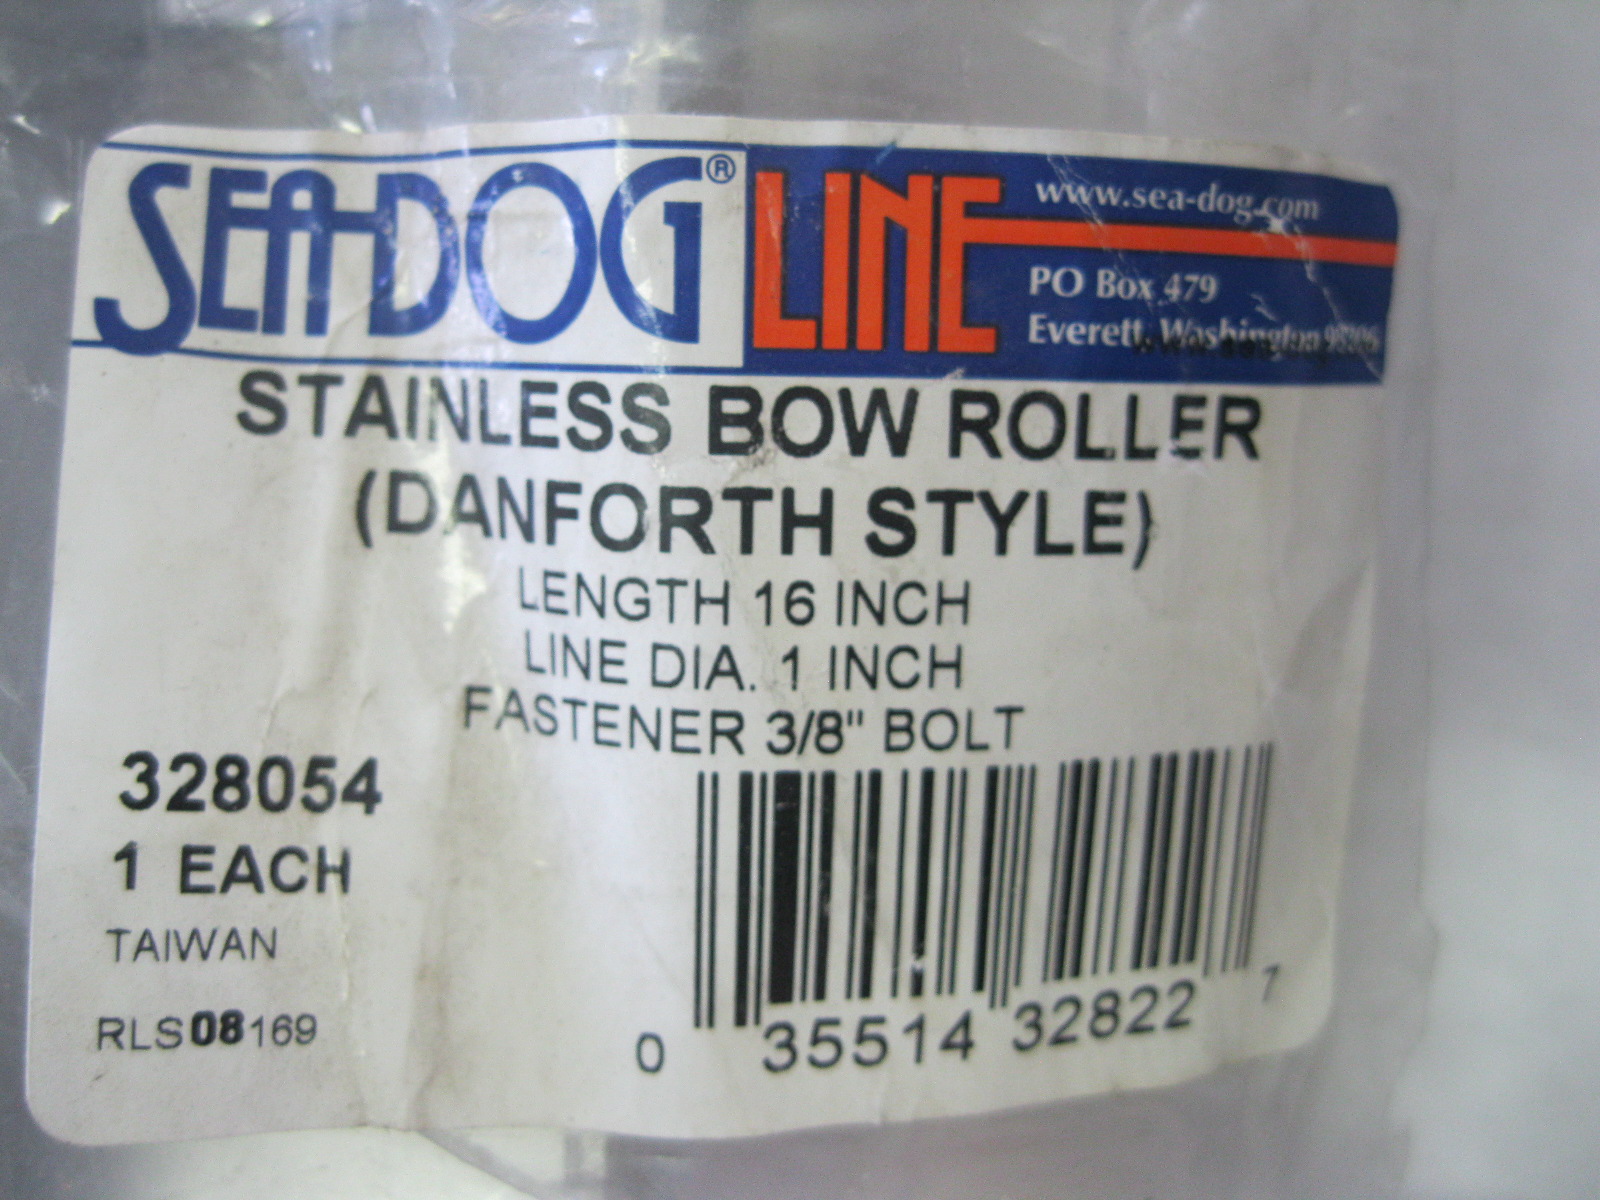 SEA-DOG® LINE
www.sea-dog.com
PO Box 479
Everett, Washington
STAINLESS BOW ROLLER
(DANFORTH STYLE)
LENGTH 16 INCH
LINE DIA. 1 INCH
FASTENER 3/8" BOLT
328054
1 EACH
TAIWAN
RLS08169
0 35514 32822 7